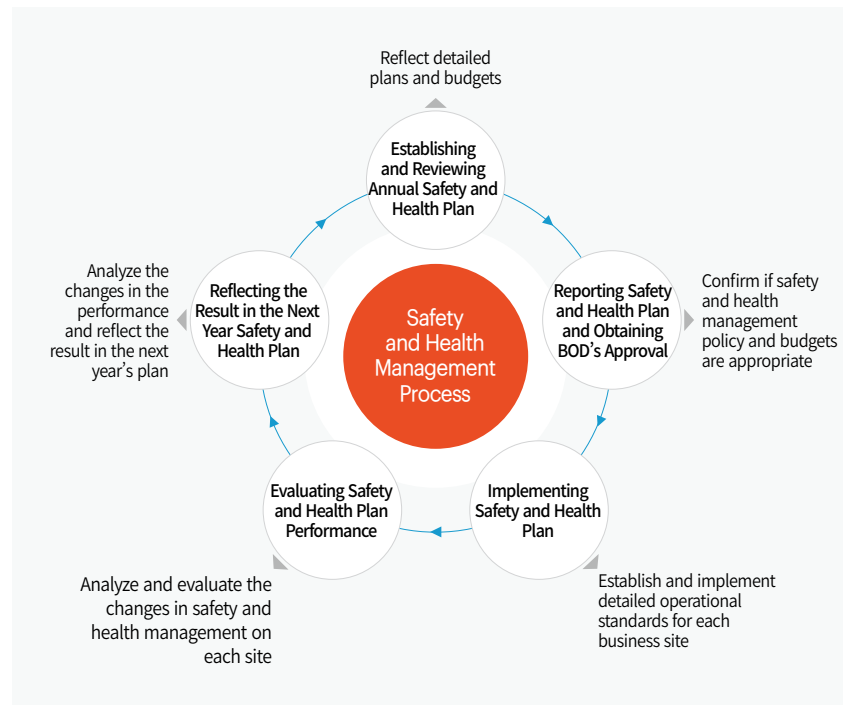 Reflect detailed
plans and budgets
Establishing
and Reviewing
Annual Safety and
Health Plan
Reporting Safety
and Health Plan
and Obtaining
BOD's Approval
Confirm if safety
and health
management
policy and budgets
are appropriate
Implementing
Safety and Health
Plan
Establish and implement
detailed operational
standards for each
business site
Evaluating Safety
and Health Plan
Performance
Analyze and evaluate the
changes in safety and
health management on
each site
Reflecting the
Result in the Next
Year Safety and
Health Plan
Analyze the
changes in the
performance
and reflect the
result in the next
year's plan
Safety
and Health
Management
Process